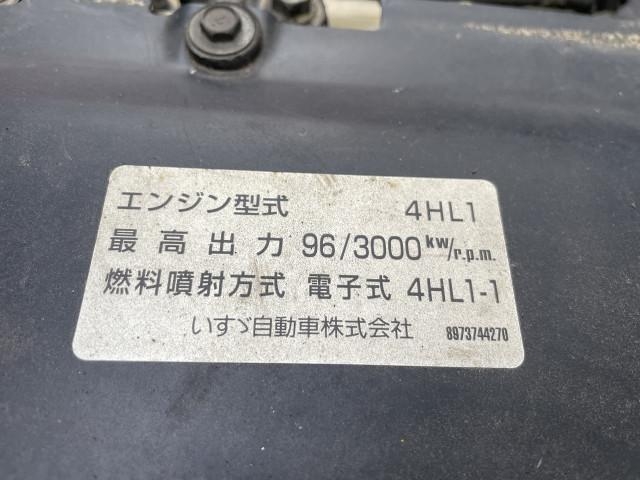 エンジン型式 4HL1
最高出力 96/3000 kw/r.p.m.
燃料噴射方式 電子式 4HL1-1
いすゞ自動車株式会社 8973744270